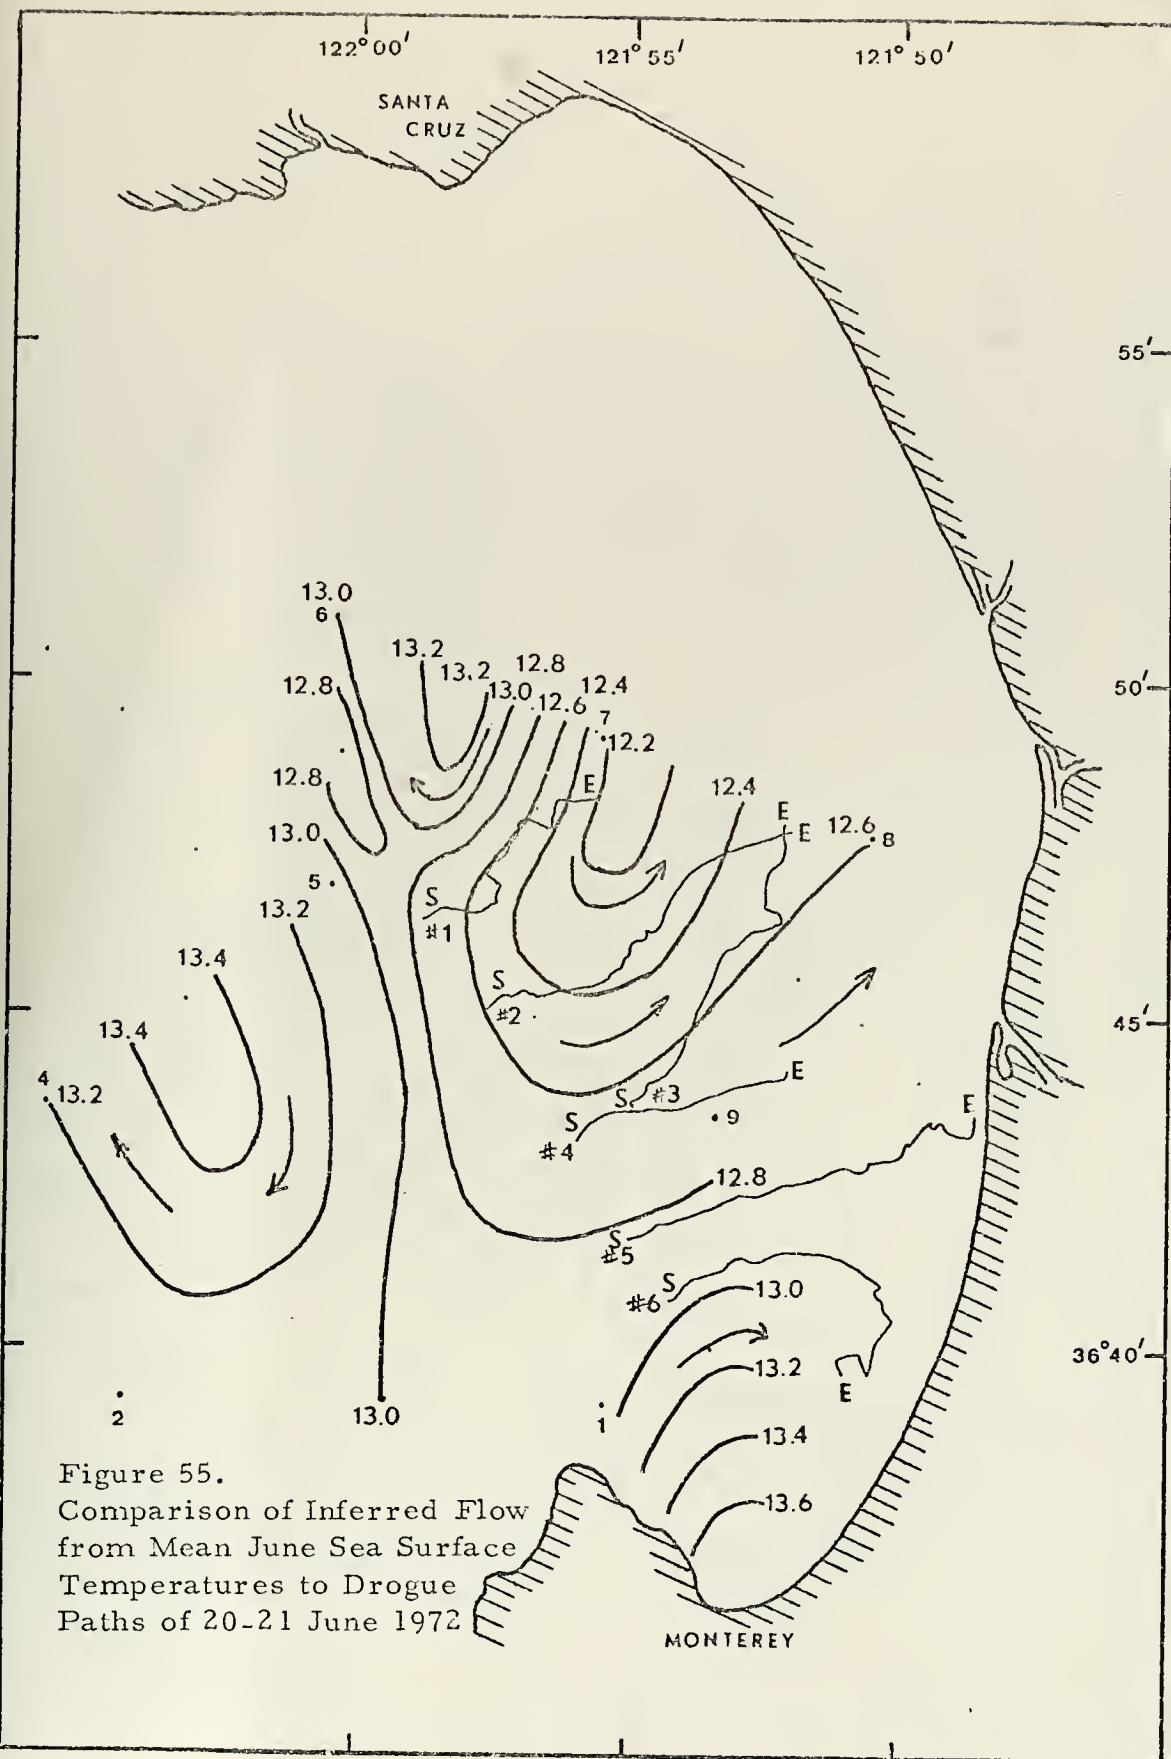 122°00'
121°55'
121°50'
SANTA
CRUZ
55'
13.0
6
13.2
13.2
12.8
12.8
13.0
12.6
12.4
7
12.2
50'
12.8
E
12.4
13.0
E
E
12.6
8
5
S
#1
13.2
13.4
S
#2
13.4
45'
4
13.2
S
#3
E
S
#4
9
E
12.8
S
#5
S
#6
13.0
36°40'
13.2
E
2
13.0
1
13.4
13.6
Figure 55.
Comparison of Inferred Flow
from Mean June Sea Surface
Temperatures to Drogue
Paths of 20-21 June 1972
MONTEREY